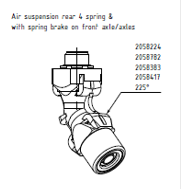 Air suspension rear 4 spring &
with spring brake on front axle/axles
2058224
2058782
2058383
2058417
225°